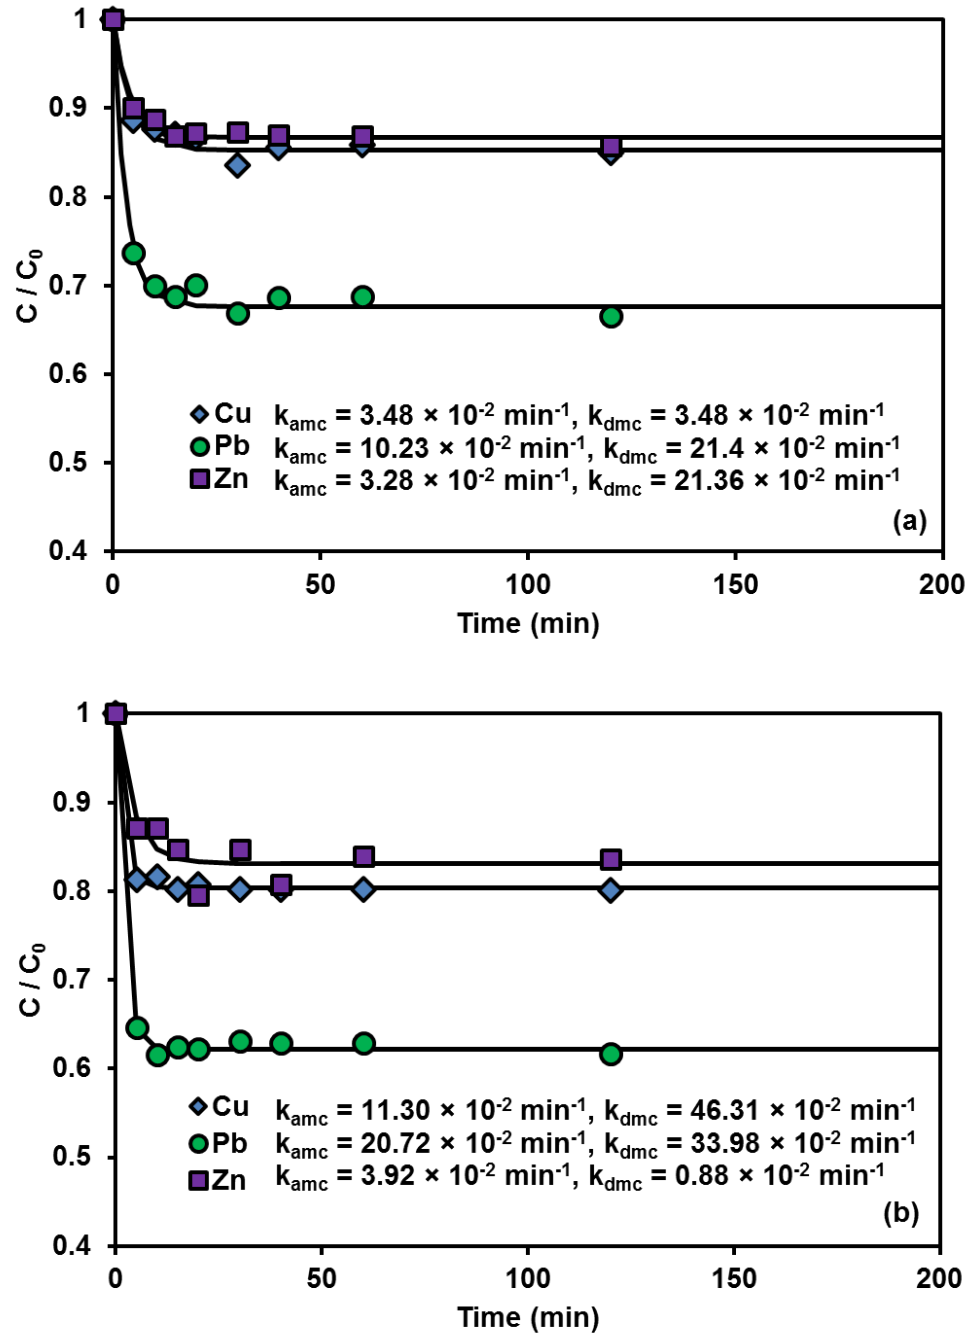 1
0.9
0.8
0.7
0.6
0.5
0.4
C / C₀
Cu kₐₘc = 3.48 × 10⁻² min⁻¹, k_dmc = 3.48 × 10⁻² min⁻¹
Pb kₐₘc = 10.23 × 10⁻² min⁻¹, k_dmc = 21.4 × 10⁻² min⁻¹
Zn kₐₘc = 3.28 × 10⁻² min⁻¹, k_dmc = 21.36 × 10⁻² min⁻¹
(a)
0 50 100 150 200
Time (min)
1
0.9
0.8
0.7
0.6
0.5
0.4
C / C₀
Cu kₐₘc = 11.30 × 10⁻² min⁻¹, k_dmc = 46.31 × 10⁻² min⁻¹
Pb kₐₘc = 20.72 × 10⁻² min⁻¹, k_dmc = 33.98 × 10⁻² min⁻¹
Zn kₐₘc = 3.92 × 10⁻² min⁻¹, k_dmc = 0.88 × 10⁻² min⁻¹
(b)
0 50 100 150 200
Time (min)